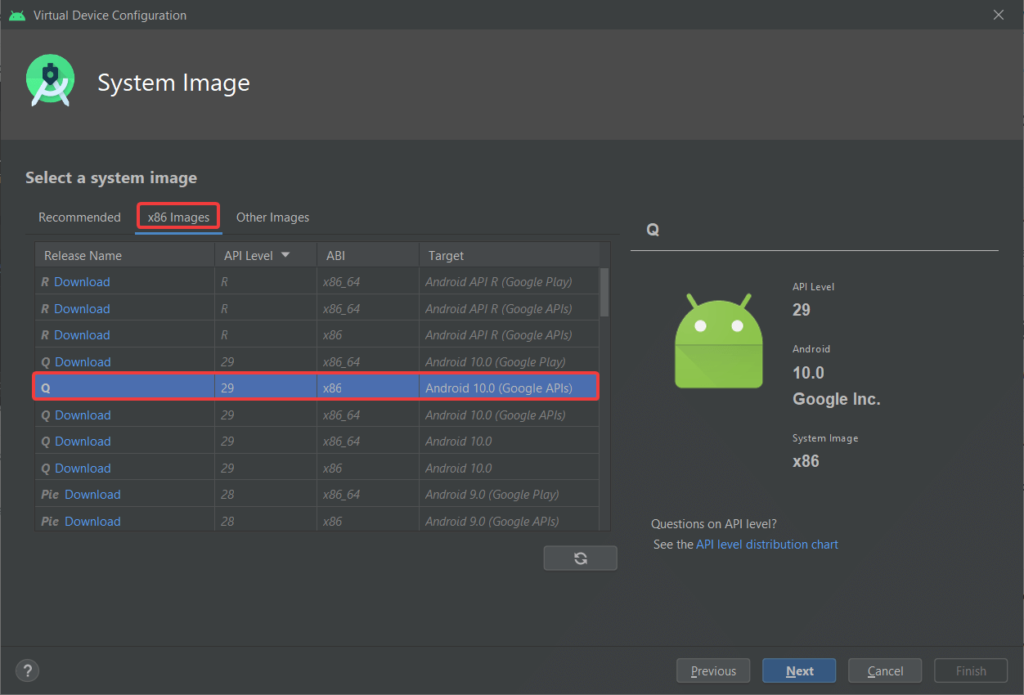 Virtual Device Configuration
System Image
Select a system image
Recommended x86 Images Other Images
Release Name API Level ABI Target
R Download R x86_64 Android API R (Google Play)
R Download R x86_64 Android API R (Google APIs)
R Download R x86 Android API R (Google APIs)
Q Download 29 x86_64 Android 10.0 (Google Play)
Q 29 x86 Android 10.0 (Google APIs)
Q Download 29 x86_64 Android 10.0 (Google APIs)
Q Download 29 x86_64 Android 10.0
Q Download 29 x86 Android 10.0
Pie Download 28 x86_64 Android 9.0 (Google Play)
Pie Download 28 x86 Android 9.0 (Google APIs)
Q
API Level
29
Android
10.0
Google Inc.
System Image
x86
Questions on API level?
See the API level distribution chart
? Previous Next Cancel Finish